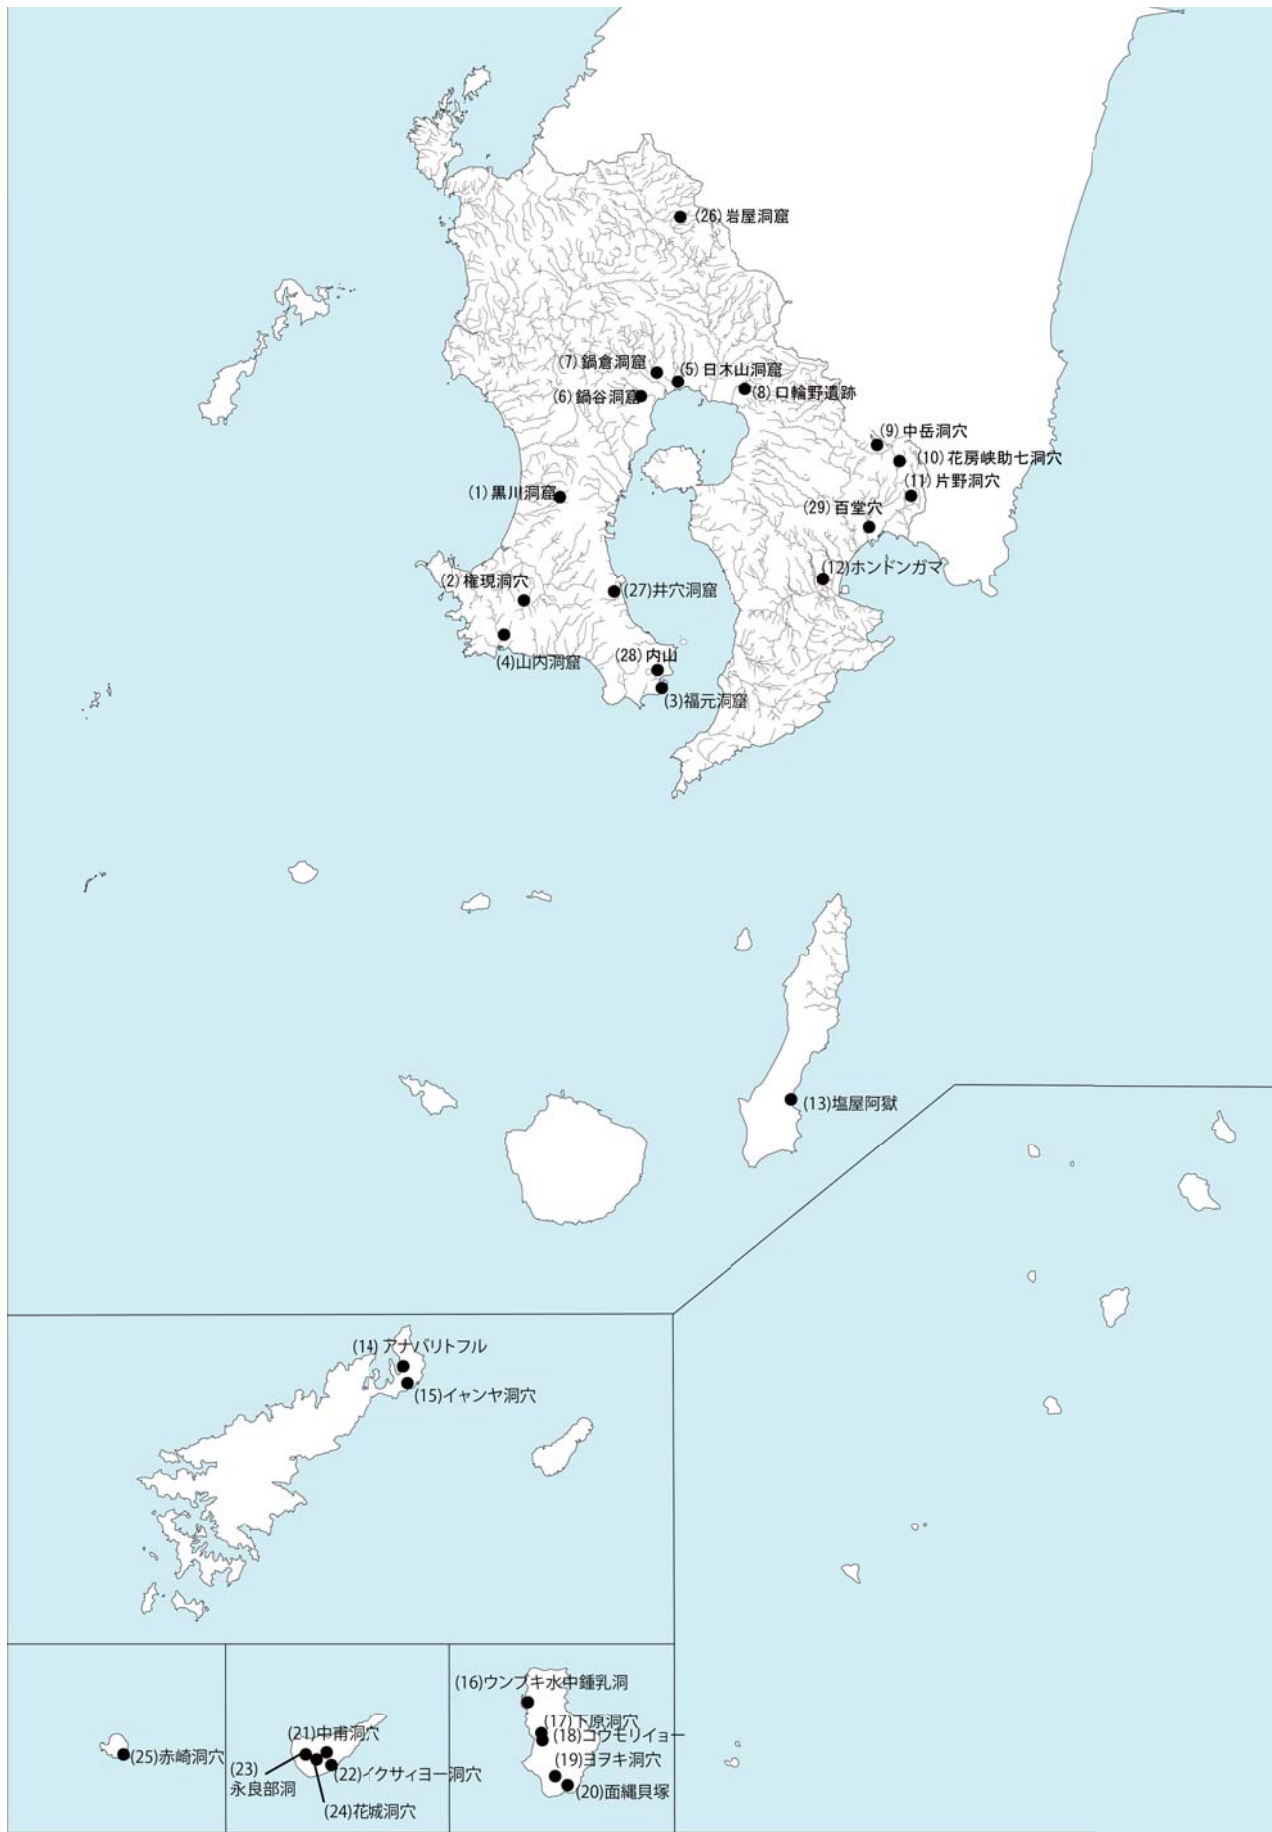 (26)岩屋洞窟
(7)鍋倉洞窟
(5)日木山洞窟
(6)鍋谷洞窟
(8)口輪野遺跡
(9)中岳洞穴
(10)花房峡助七洞穴
(11)片野洞穴
(1)黒川洞窟
(29)百堂穴
(12)ホンドンガマ
(2)権現洞穴
(27)井穴洞窟
(4)山内洞窟
(28)内山
(3)福元洞窟
(13)塩屋阿獄
(14)アナバリトフル
(15)イャンヤ洞穴
(16)ウンブキ水中鍾乳洞
(17)下原洞穴
(18)コウモリイョー
(19)ヨヲキ洞穴
(20)面縄貝塚
(21)中甫洞穴
(23)
永良部洞
(22)イクサィヨー洞穴
(24)花城洞穴
(25)赤崎洞穴